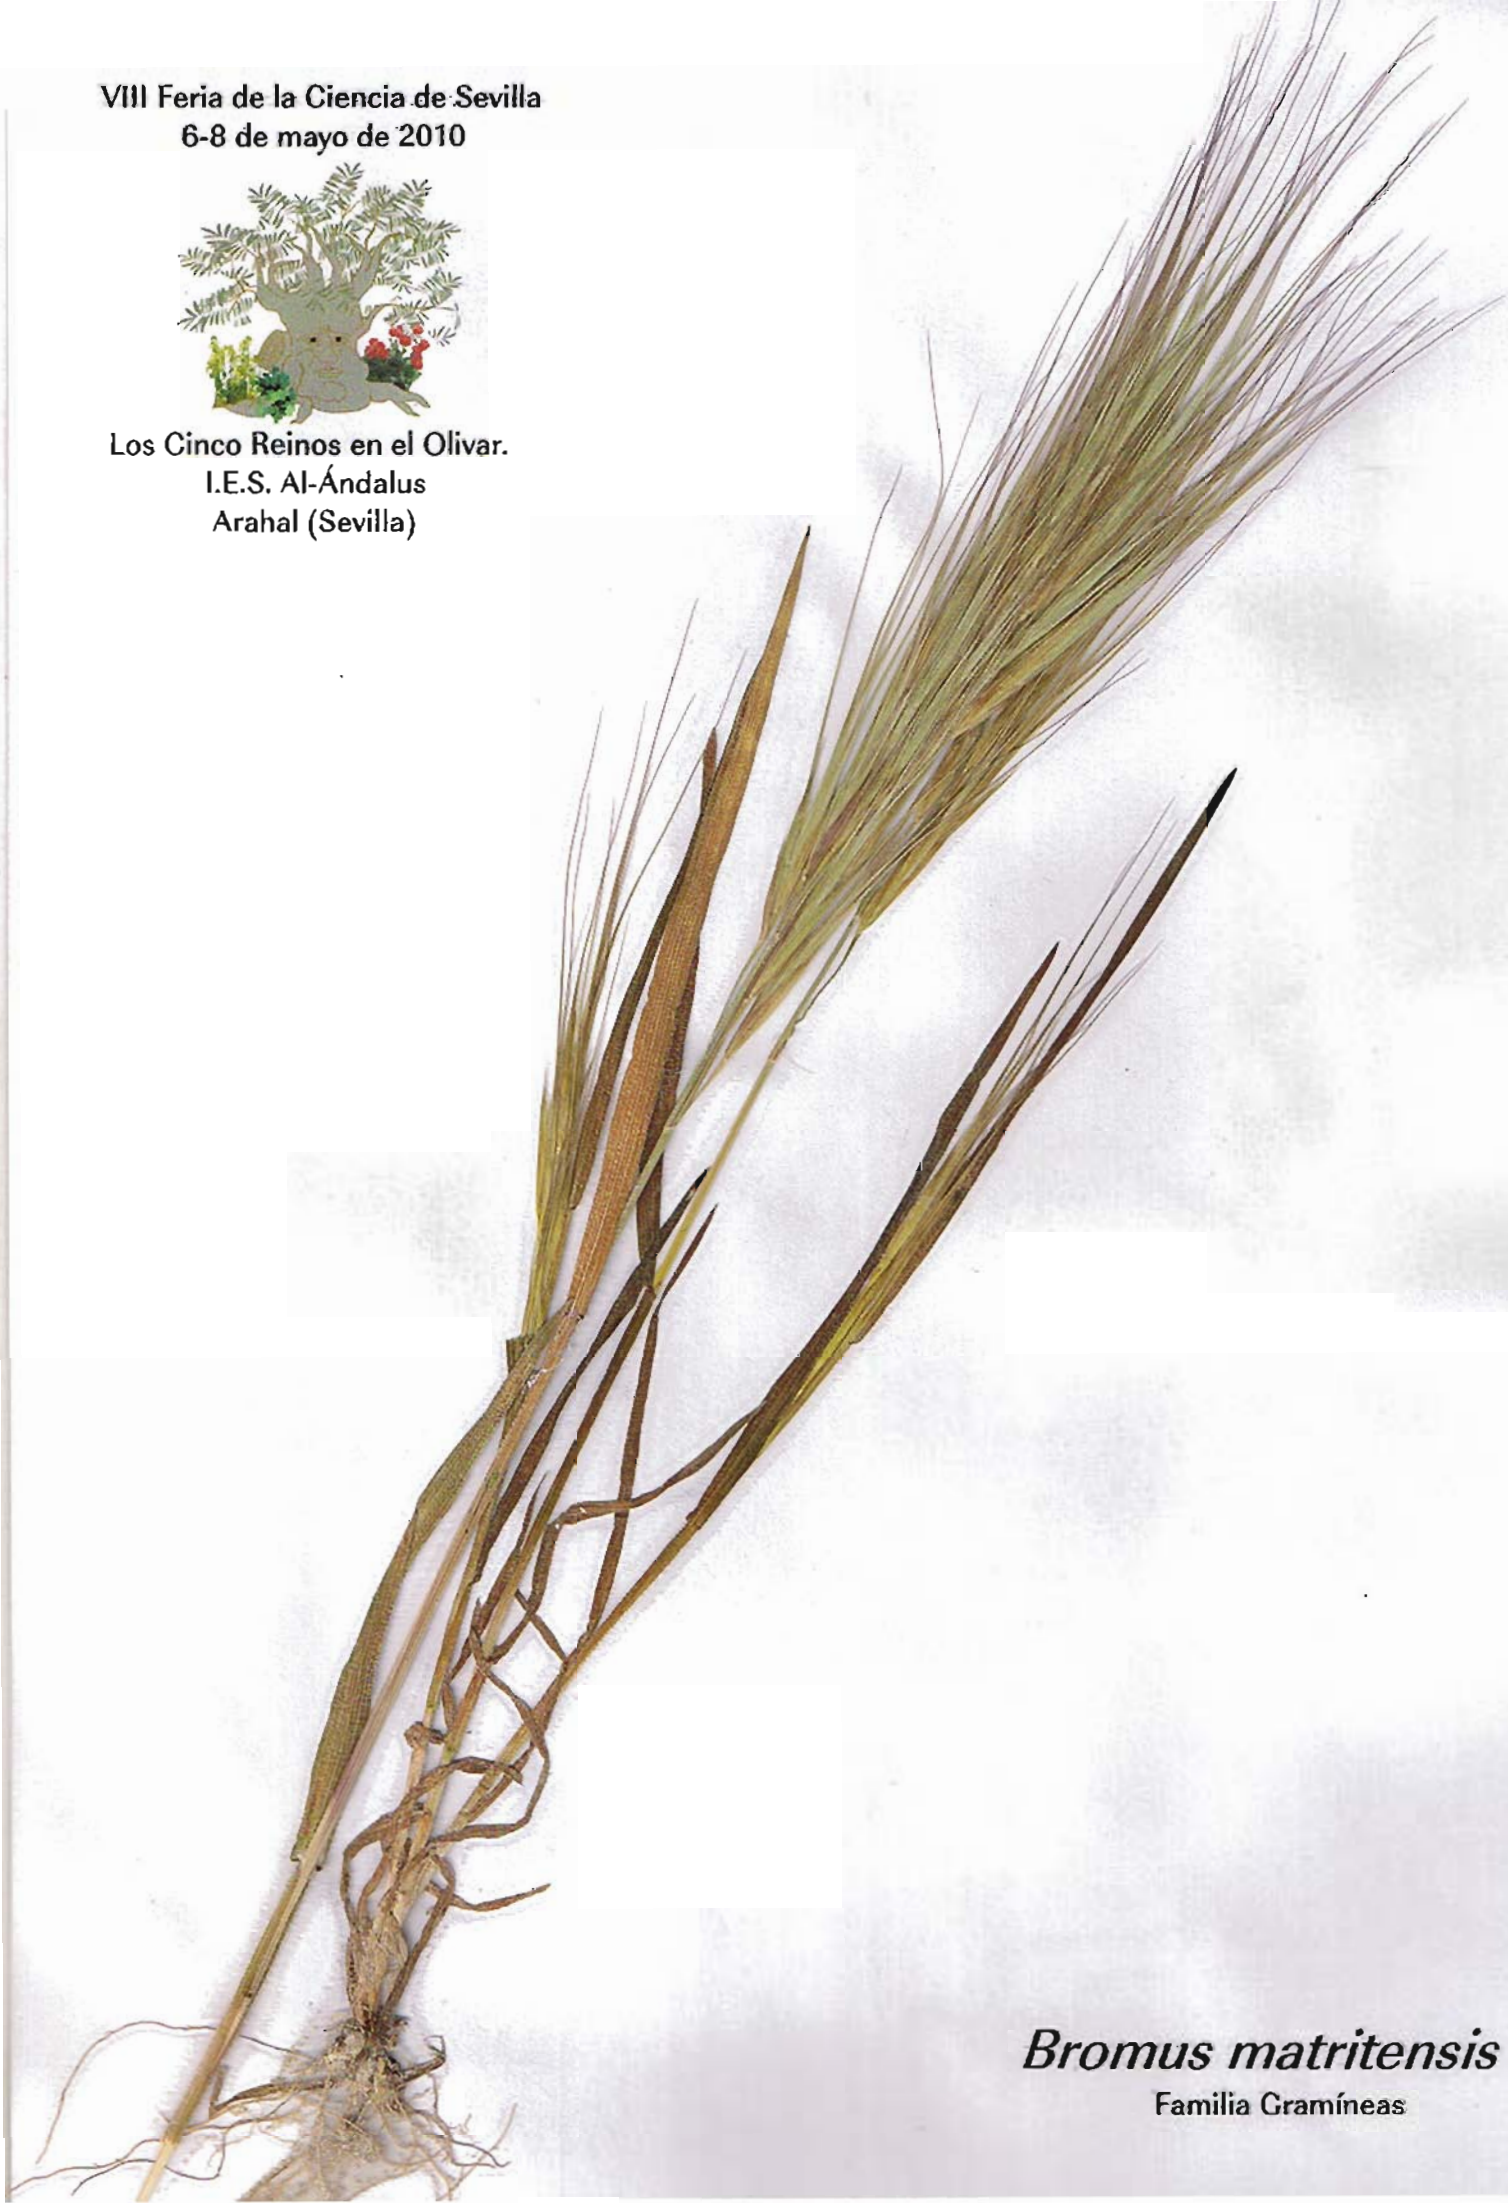 VIII Feria de la Ciencia de Sevilla
6-8 de mayo de 2010
Los Cinco Reinos en el Olivar.
I.E.S. Al-Ándalus
Arahal (Sevilla)
Bromus matritensis
Familia Gramíneas